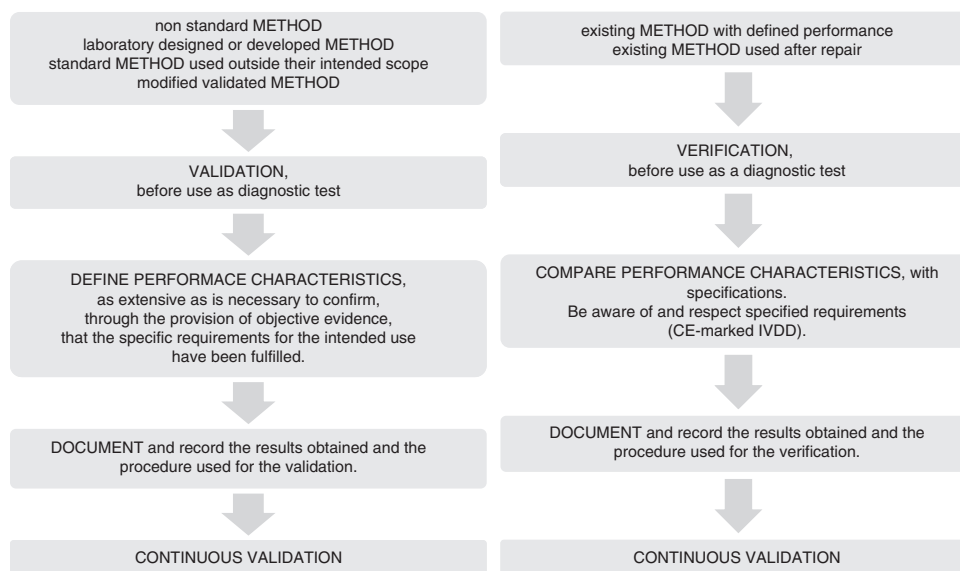 non standard METHOD
laboratory designed or developed METHOD
standard METHOD used outside their intended scope
modified validated METHOD
VALIDATION,
before use as diagnostic test
DEFINE PERFORMACE CHARACTERISTICS,
as extensive as is necessary to confirm,
through the provision of objective evidence,
that the specific requirements for the intended use
have been fulfilled.
DOCUMENT and record the results obtained and the
procedure used for the validation.
CONTINUOUS VALIDATION
existing METHOD with defined performance
existing METHOD used after repair
VERIFICATION,
before use as a diagnostic test
COMPARE PERFORMANCE CHARACTERISTICS, with
specifications.
Be aware of and respect specified requirements
(CE-marked IVDD).
DOCUMENT and record the results obtained and the
procedure used for the verification.
CONTINUOUS VALIDATION